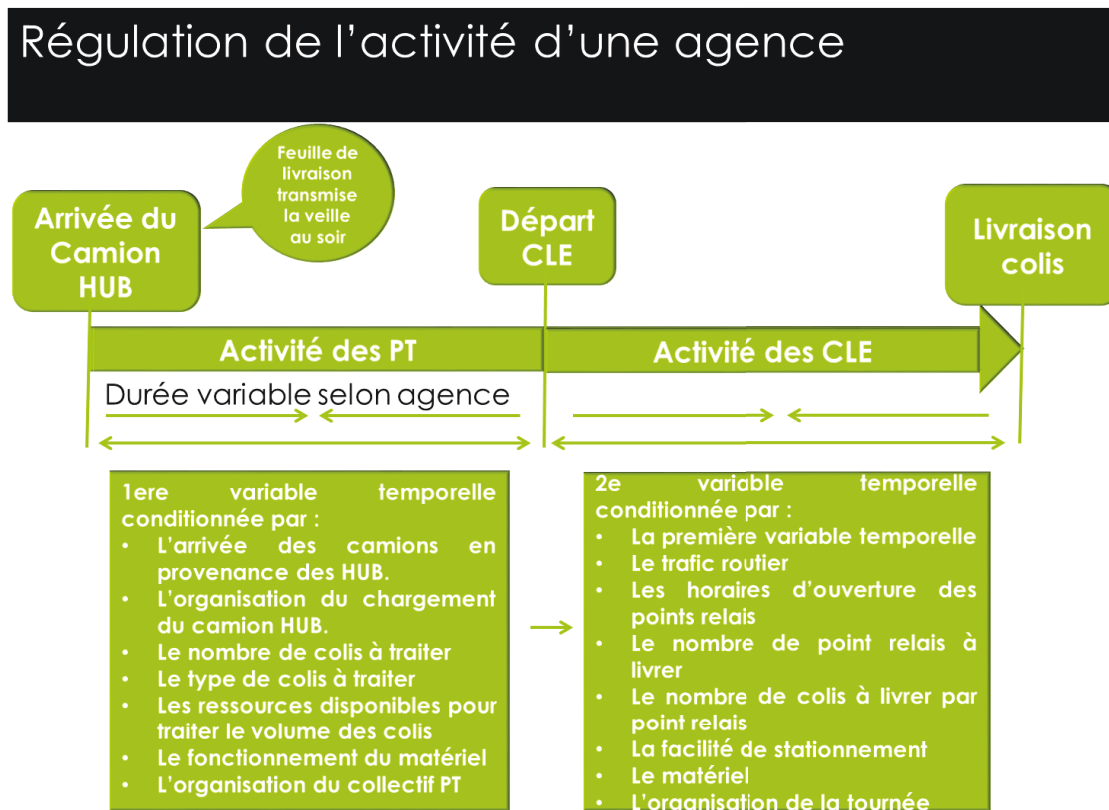 Régulation de l'activité d'une agence
Feuille de
livraison
transmise
la veille
au soir
Arrivée du
Camion
HUB
Départ
CLE
Livraison
colis
Activité des PT
Activité des CLE
Durée variable selon agence
1ere variable temporelle
conditionnée par :
• L'arrivée des camions en
provenance des HUB.
• L'organisation du chargement
du camion HUB.
• Le nombre de colis à traiter
• Le type de colis à traiter
• Les ressources disponibles pour
traiter le volume des colis
• Le fonctionnement du matériel
• L'organisation du collectif PT
2e variable temporelle
conditionnée par :
• La première variable temporelle
• Le trafic routier
• Les horaires d'ouverture des
points relais
• Le nombre de point relais à
livrer
• Le nombre de colis à livrer par
point relais
• La facilité de stationnement
• Le matériel
• L'organisation de la tournée